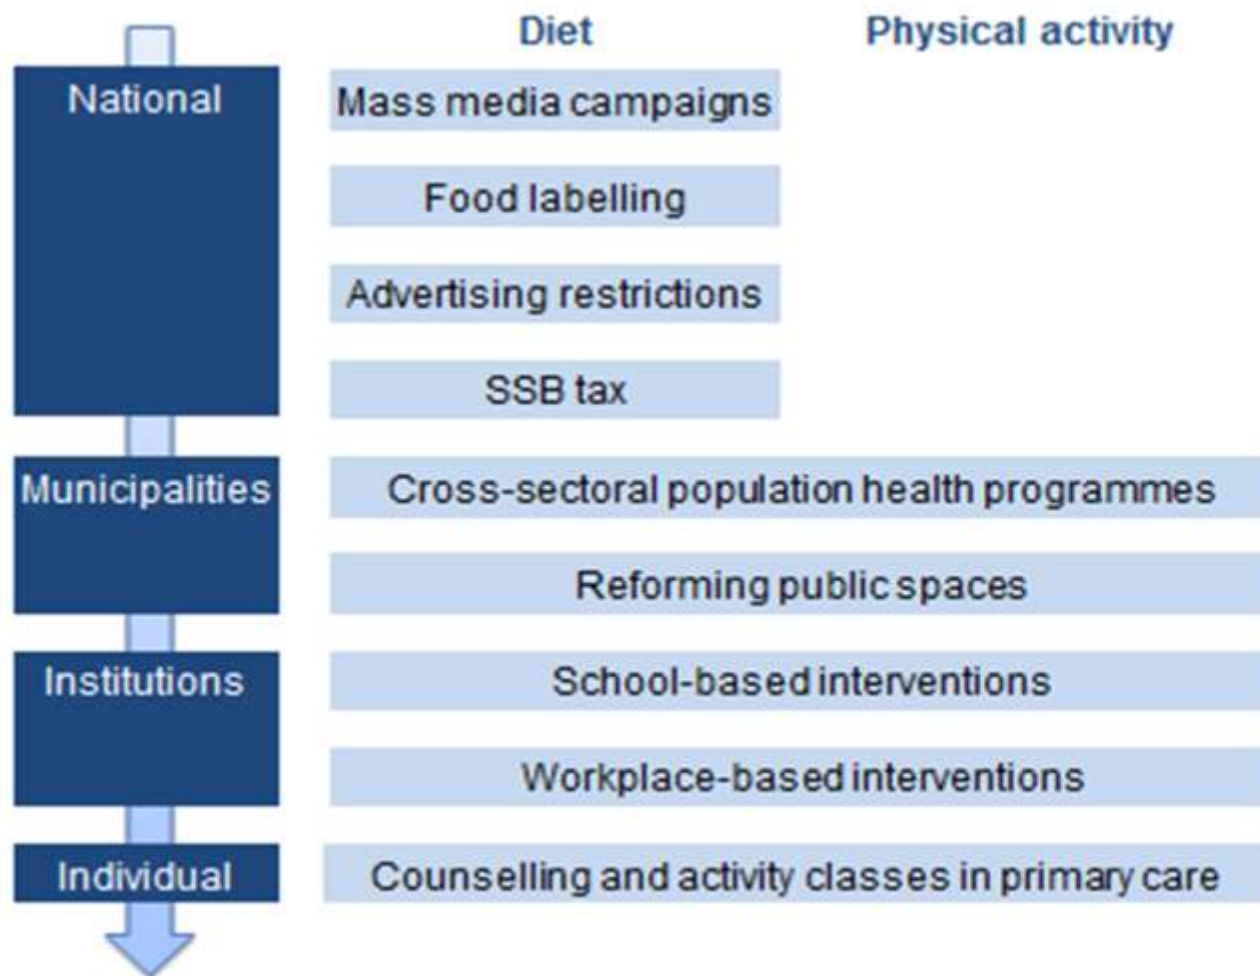 Diet Physical activity
National
Mass media campaigns
Food labelling
Advertising restrictions
SSB tax
Municipalities
Cross-sectoral population health programmes
Reforming public spaces
Institutions
School-based interventions
Workplace-based interventions
Individual
Counselling and activity classes in primary care